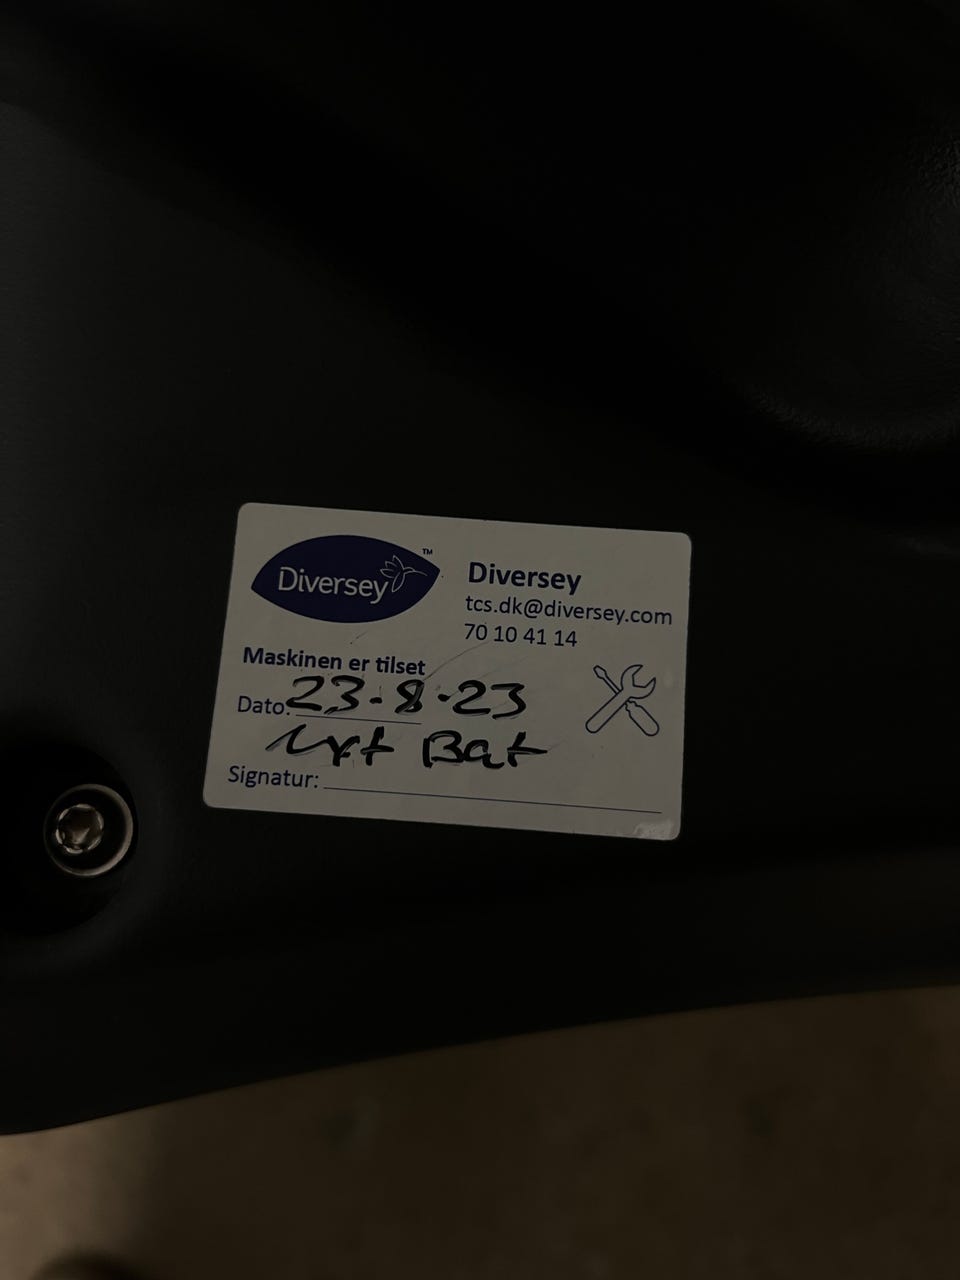 Diversey™
Diversey
tcs.dk@diversey.com
70 10 41 14
Maskinen er tilset
Dato: 23-8-23
Nyt Bat
Signatur: